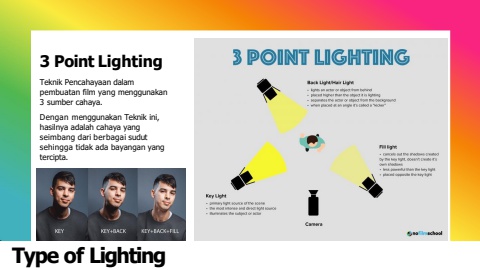 3 Point Lighting
Teknik Pencahayaan dalam
pembuatan film yang menggunakan
3 sumber cahaya.
Dengan menggunakan Teknik ini,
hasilnya adalah cahaya yang
seimbang dari berbagai sudut
sehingga tidak ada bayangan yang
tercipta.
KEY
KEY+BACK
KEY+BACK+FILL
3 POINT LIGHTING
Back Light/Hair Light
• lights an actor or object from behind
• placed higher than the object it is lighting
• separates the actor or object from the background
• when placed at an angle it's called a "kicker"
Fill light
• cancels out the shadows created
by the key light, doesn't create it's
own shadows
• less powerful than the key light
• placed opposite the key light
Key Light
• primary light source of the scene
• the most intense and direct light source
• illuminates the subject or actor
Camera
nofilmschool
Type of Lighting